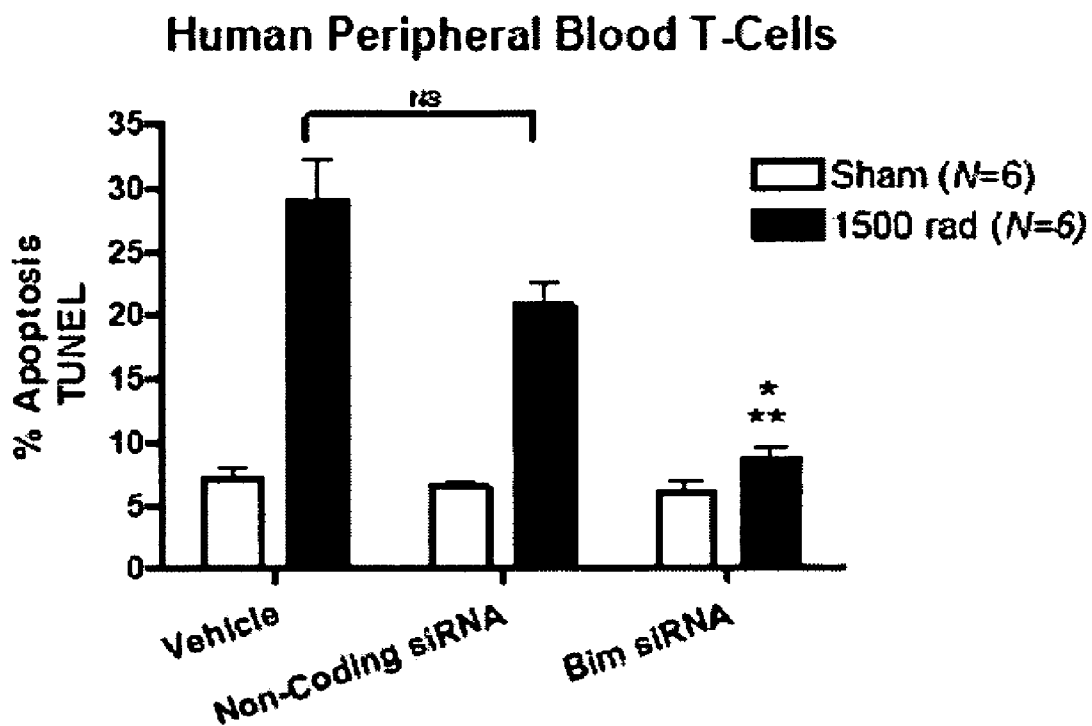 Human Peripheral Blood T-Cells
NS
35
30
25
20
15
10
5
0
% Apoptosis
TUNEL
Sham (N=6)
1500 rad (N=6)
*
**
Vehicle
Non-Coding siRNA
Bim siRNA